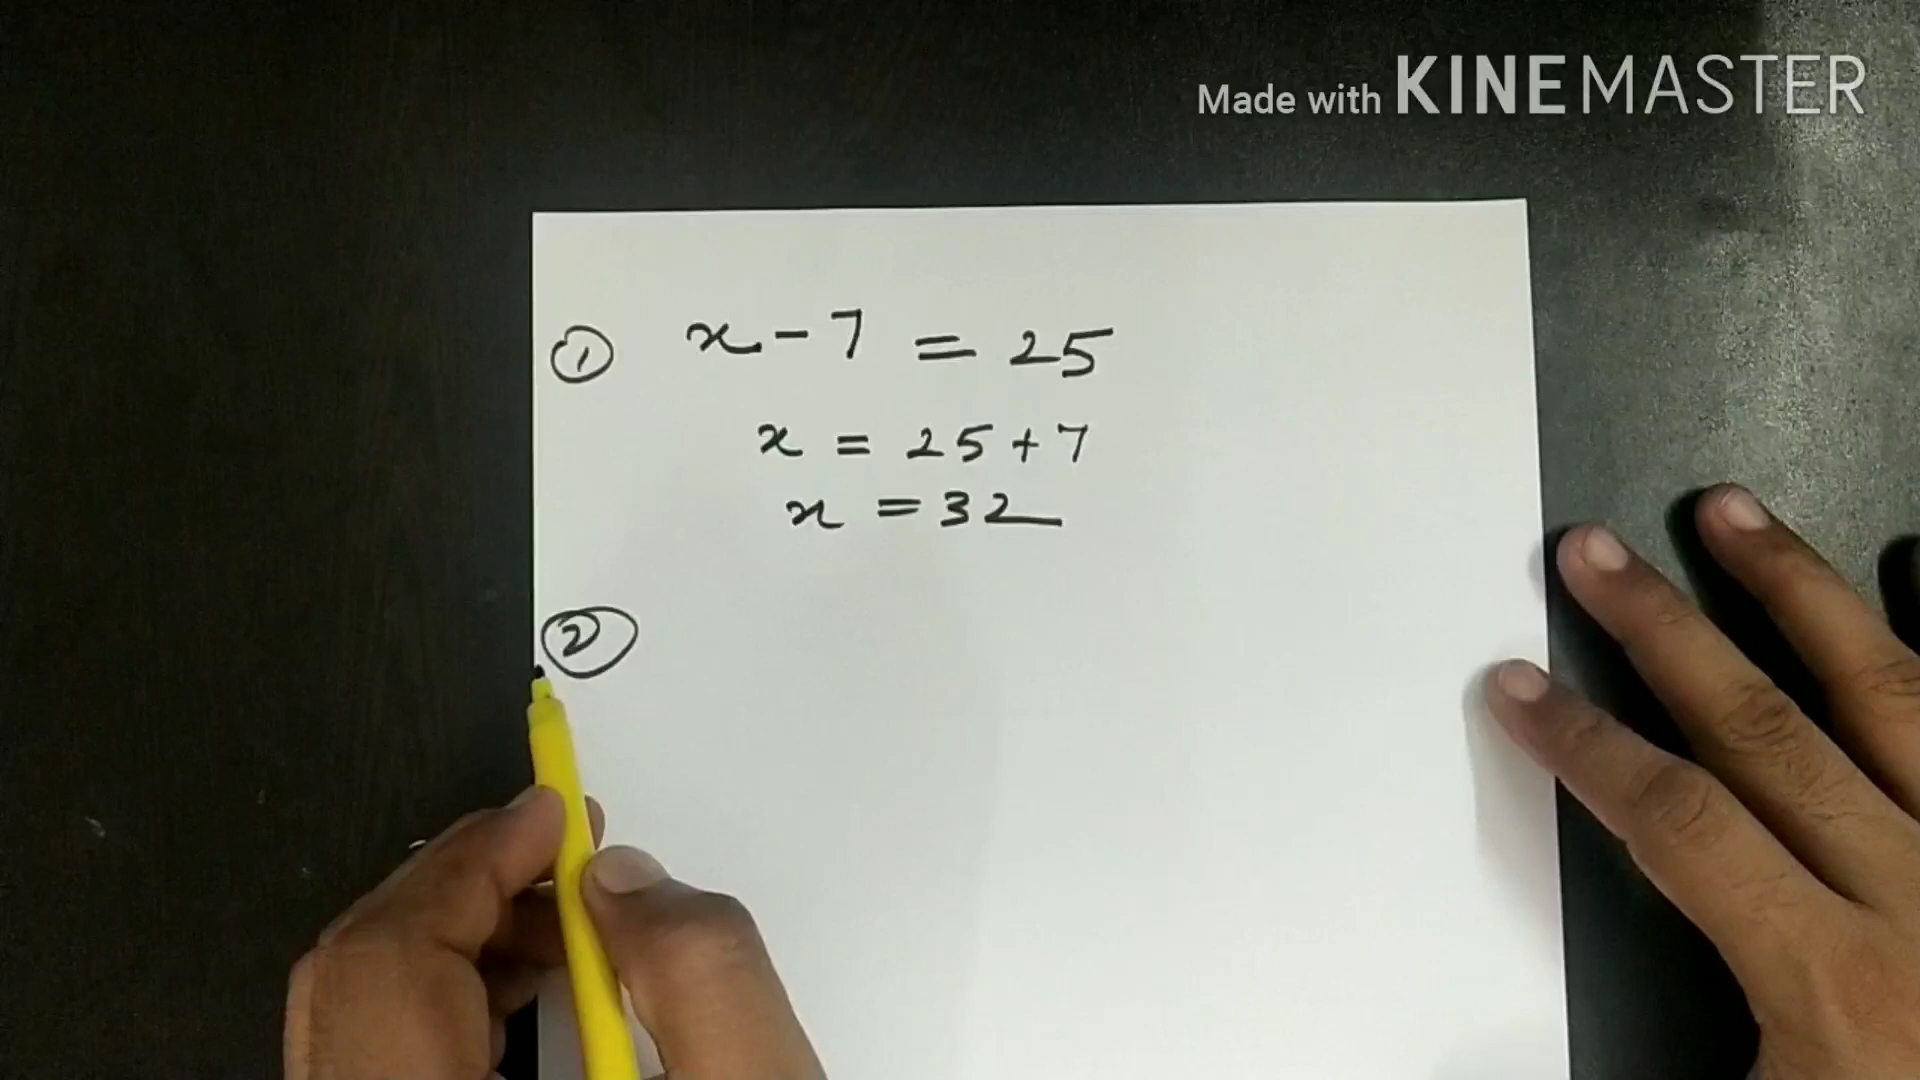 Made with KINEMASTER
① x - 7 = 25
x = 25 + 7
x = 32
②